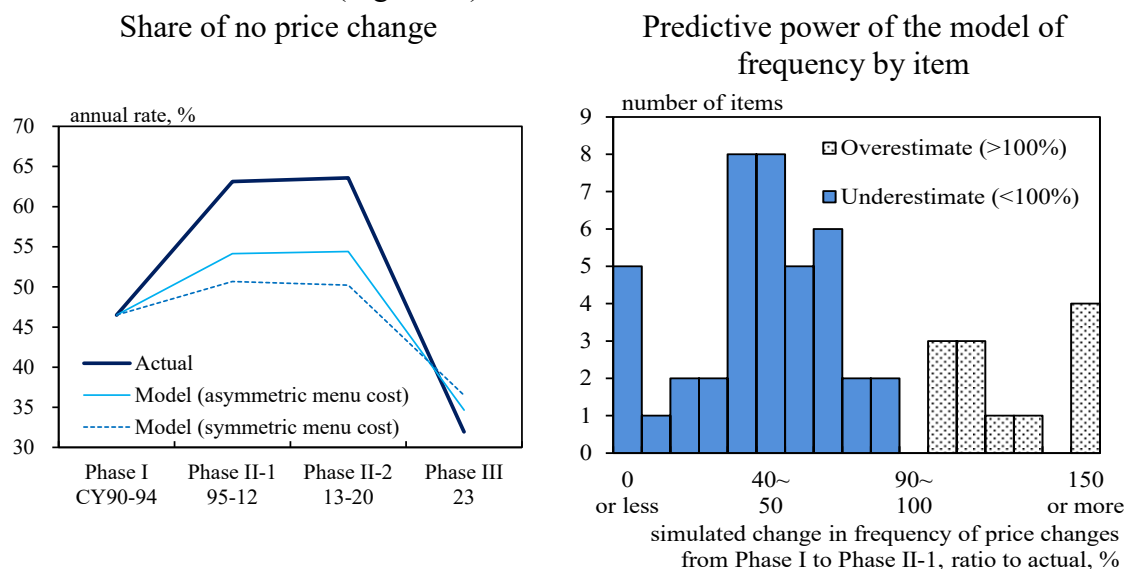 Share of no price change
annual rate, %
70
65
60
55
50
45
40
35
30
Actual
Model (asymmetric menu cost)
Model (symmetric menu cost)
Phase I Phase II-1 Phase II-2 Phase III
CY90-94 95-12 13-20 23
Predictive power of the model of
frequency by item
number of items
9
8
7
6
5
4
3
2
1
0
Overestimate (>100%)
Underestimate (<100%)
0 40~ 90~ 150
or less 50 100 or more
simulated change in frequency of price changes
from Phase I to Phase II-1, ratio to actual, %